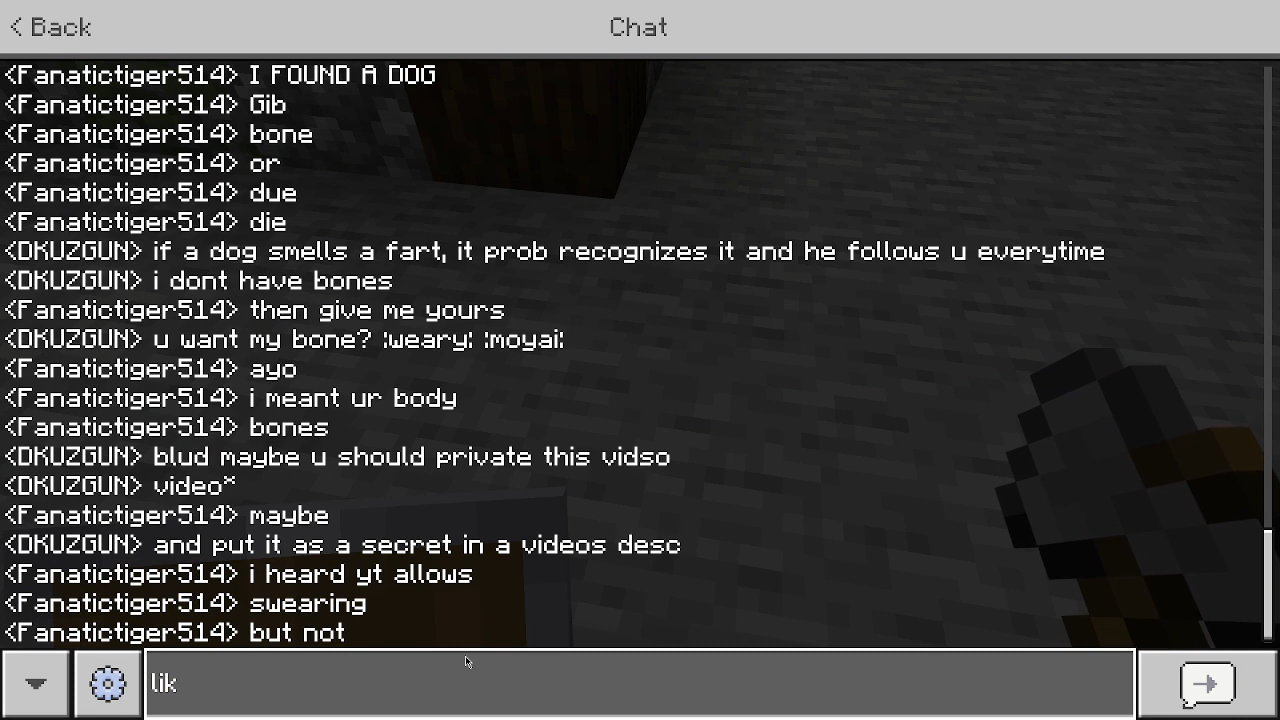 < Back
Chat
<Fanatictiger514> I FOUND A DOG
<Fanatictiger514> Gib
<Fanatictiger514> bone
<Fanatictiger514> or
<Fanatictiger514> due
<Fanatictiger514> die
<DKUZGUN> if a dog smells a fart, it prob recognizes it and he follows u everytime
<DKUZGUN> i dont have bones
<Fanatictiger514> then give me yours
<DKUZGUN> u want my bone? :weary: :moyai:
<Fanatictiger514> ayo
<Fanatictiger514> i meant ur body
<Fanatictiger514> bones
<DKUZGUN> blud maybe u should private this vidso
<DKUZGUN> video*
<Fanatictiger514> maybe
<DKUZGUN> and put it as a secret in a videos desc
<Fanatictiger514> i heard yt allows
<Fanatictiger514> swearing
<Fanatictiger514> but not
lik